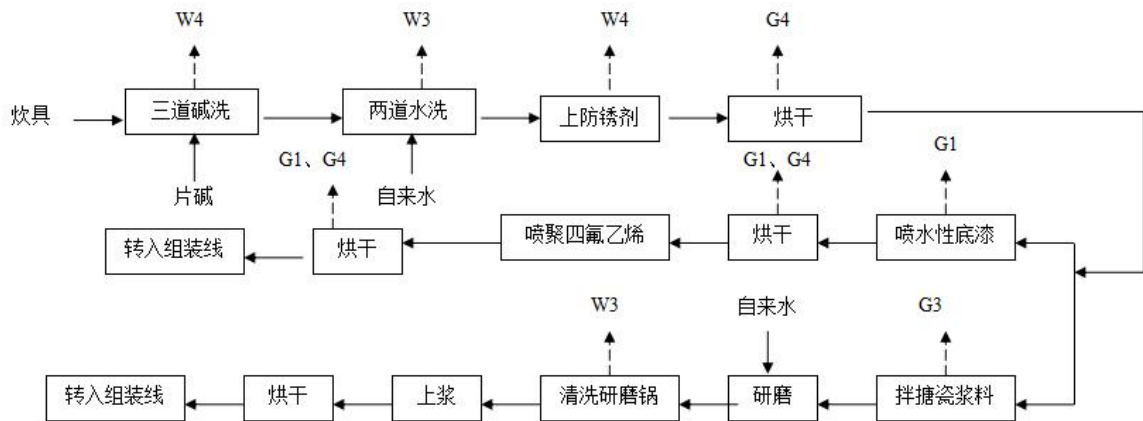 W4
W3
W4
G4
炊具
三道碱洗
两道水洗
上防锈剂
烘干
片碱
G1、G4
自来水
G1、G4
G1
转入组装线
烘干
喷聚四氟乙烯
烘干
喷水性底漆
W3
自来水
G3
转入组装线
烘干
上浆
清洗研磨锅
研磨
拌搪瓷浆料